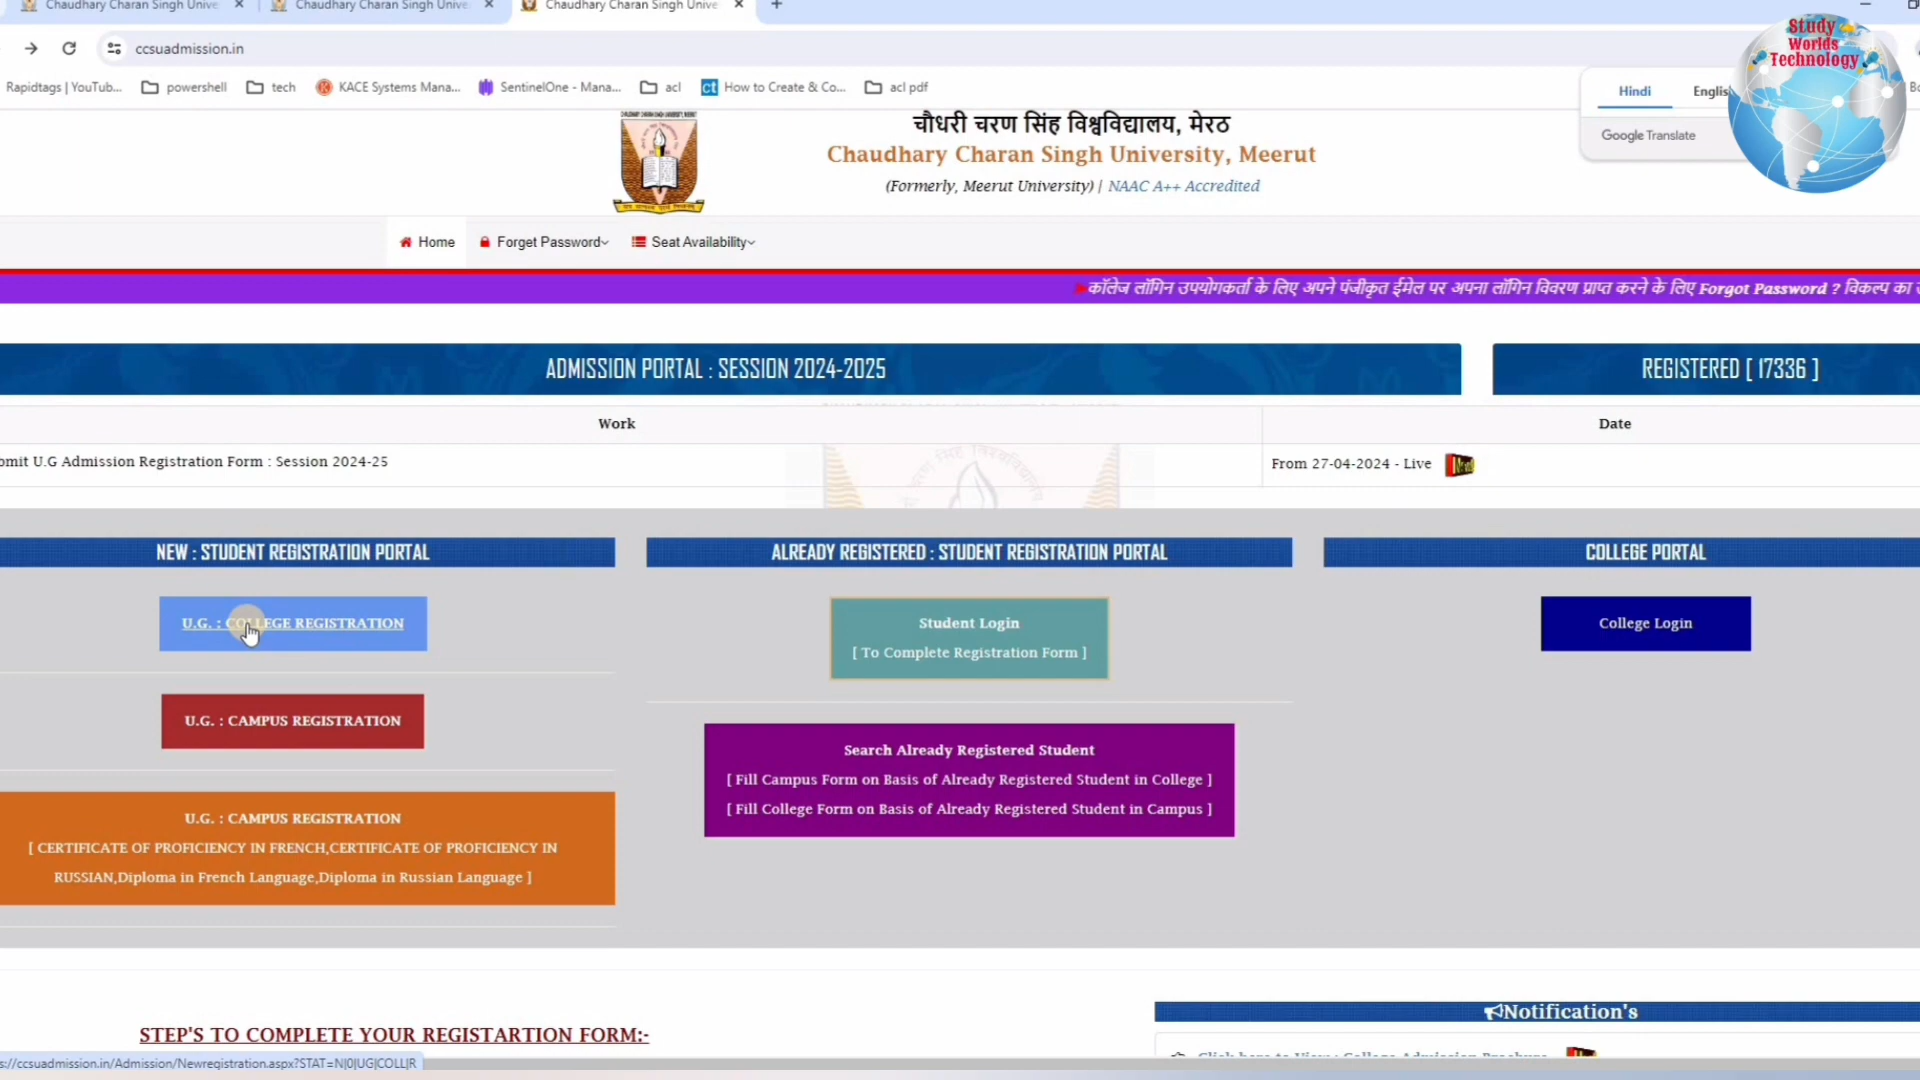 Chaudhary Charan Singh Unive
Chaudhary Charan Singh Unive
Chaudhary Charan Singh Unive
ccsuadmission.in
Study
Worlds
Technology
Rapidtags | YouTub...
powershell
tech
KACE Systems Mana...
SentinelOne - Mana...
acl
How to Create & Co...
acl pdf
Hindi
Google Translate
चौधरी चरण सिंह विश्वविद्यालय, मेरठ
Chaudhary Charan Singh University, Meerut
(Formerly, Meerut University) | NAAC A++ Accredited
Home
Forget Password
Seat Availability
कॉलेज लॉगिन उपयोगकर्ता के लिए अपने पंजीकृत ईमेल पर अपना लॉगिन विवरण प्राप्त करने के लिए Forgot Password ? विकल्प का
ADMISSION PORTAL : SESSION 2024-2025
REGISTERED [ 17336 ]
Work
Date
bmit U.G Admission Registration Form : Session 2024-25
From 27-04-2024 - Live
NEW : STUDENT REGISTRATION PORTAL
ALREADY REGISTERED : STUDENT REGISTRATION PORTAL
COLLEGE PORTAL
U.G. : COLLEGE REGISTRATION
Student Login
[ To Complete Registration Form ]
College Login
U.G. : CAMPUS REGISTRATION
Search Already Registered Student
[ Fill Campus Form on Basis of Already Registered Student in College ]
[ Fill College Form on Basis of Already Registered Student in Campus ]
U.G. : CAMPUS REGISTRATION
[ CERTIFICATE OF PROFICIENCY IN FRENCH,CERTIFICATE OF PROFICIENCY IN
RUSSIAN,Diploma in French Language,Diploma in Russian Language ]
Notification's
STEP'S TO COMPLETE YOUR REGISTARTION FORM:-
Click here to View : College Admission Brochure
s://ccsuadmission.in/Admission/Newregistration.aspx?STAT=N|0|UG|COLL|R